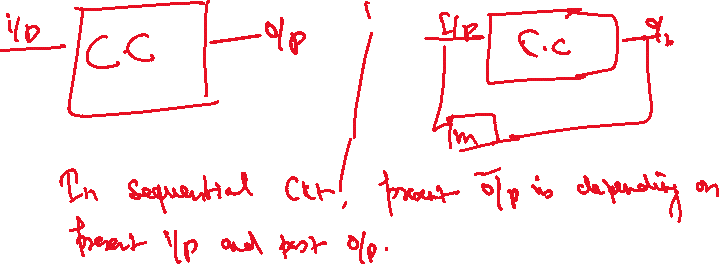 i/p CC o/p
I/p C.C o/p
m
In sequential Ckt, present o/p is depending on
present i/p and past o/p.